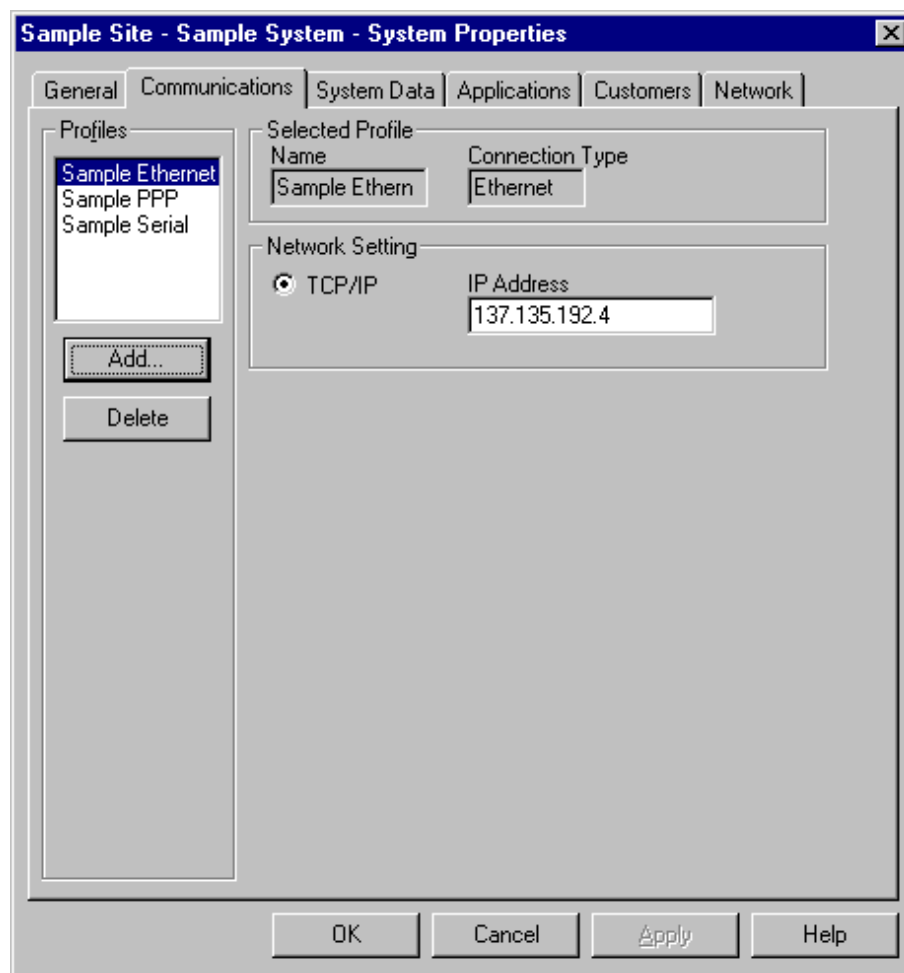 Sample Site - Sample System - System Properties
General Communications System Data Applications Customers Network
Profiles
Sample Ethernet
Sample PPP
Sample Serial
Add...
Delete
Selected Profile
Name Connection Type
Sample Ethern Ethernet
Network Setting
TCP/IP IP Address
137.135.192.4
OK Cancel Apply Help